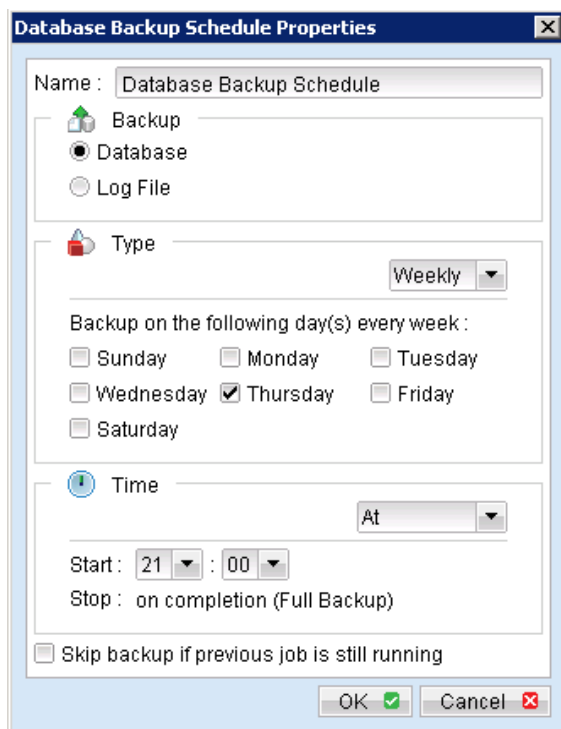 Database Backup Schedule Properties
Name : Database Backup Schedule
Backup
Database
Log File
Type
Weekly
Backup on the following day(s) every week :
Sunday Monday Tuesday
Wednesday Thursday Friday
Saturday
Time
At
Start : 21 : 00
Stop : on completion (Full Backup)
Skip backup if previous job is still running
OK Cancel